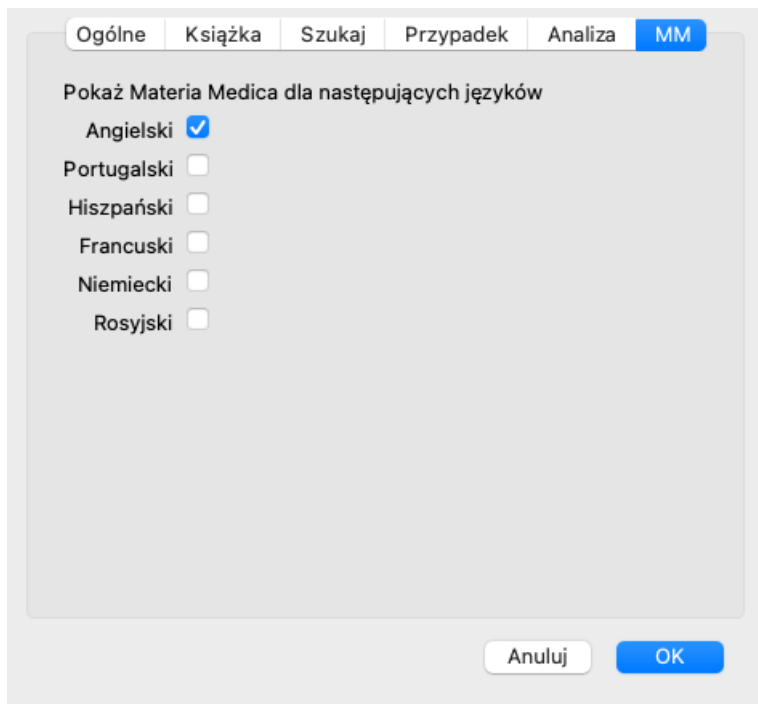 Ogólne Książka Szukaj Przypadek Analiza MM
Pokaż Materia Medica dla następujących języków
Angielski
Portugalski
Hiszpański
Francuski
Niemiecki
Rosyjski
Anuluj OK